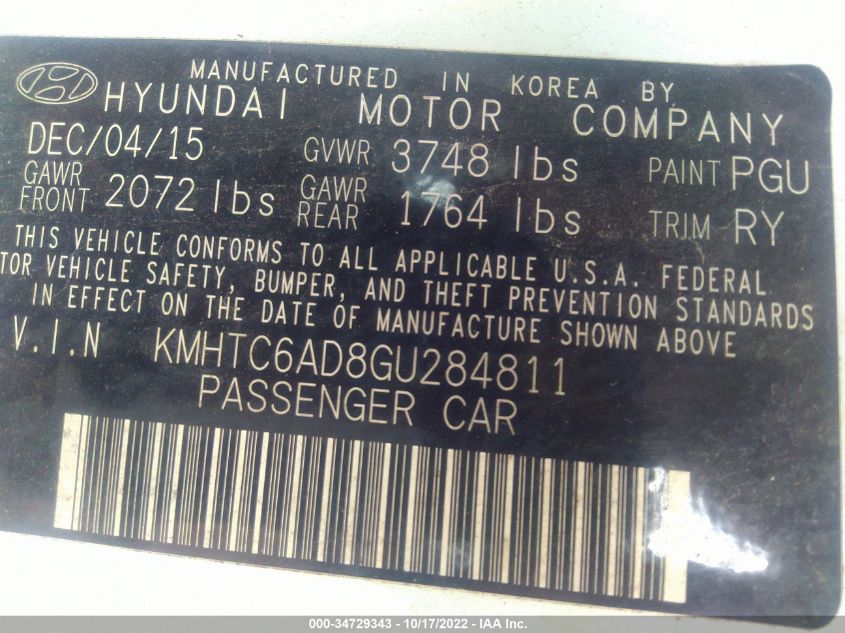 MANUFACTURED IN KOREA BY
HYUNDAI MOTOR COMPANY
DEC/04/15 GVWR 3748 lbs PAINT PGU
GAWR FRONT 2072 lbs GAWR REAR 1764 lbs TRIM RY
THIS VEHICLE CONFORMS TO ALL APPLICABLE U.S.A. FEDERAL
TOR VEHICLE SAFETY, BUMPER, AND THEFT PREVENTION STANDARDS
IN EFFECT ON THE DATE OF MANUFACTURE SHOWN ABOVE
V.I.N KMHTC6AD8GU284811
PASSENGER CAR
000-34729343 - 10/17/2022 - IAA Inc.